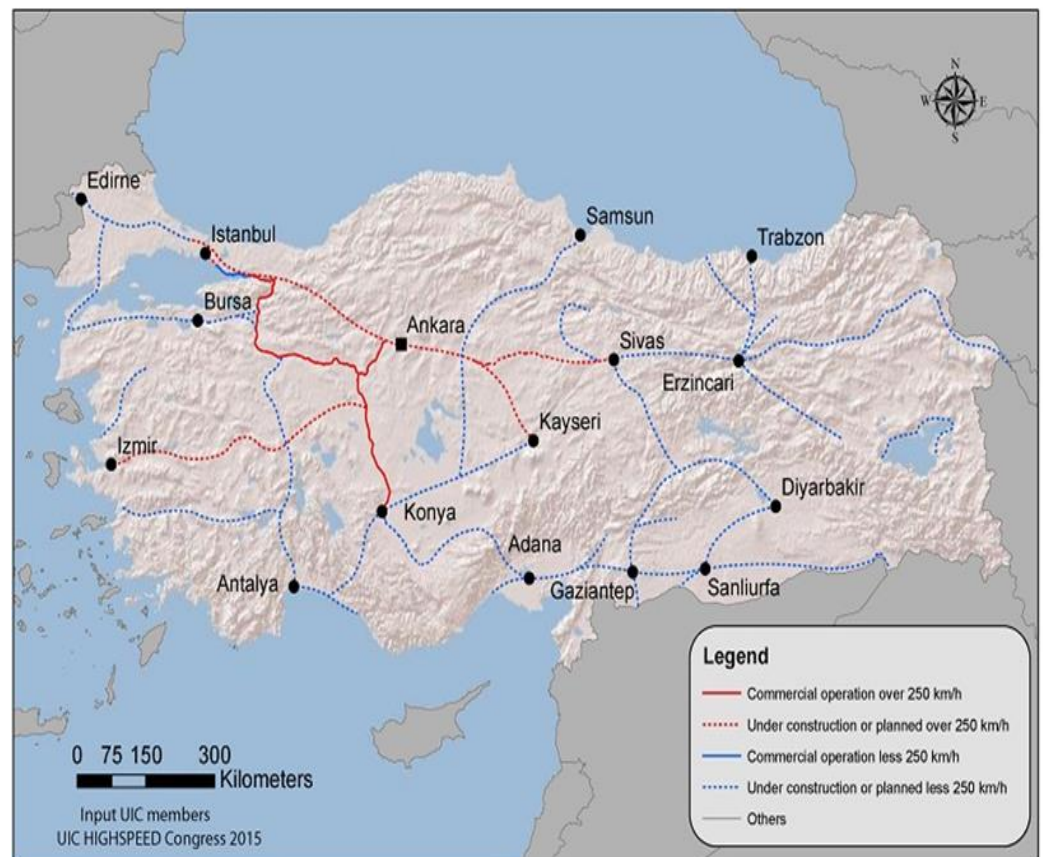 N
W E
S
Edirne
Samsun
Istanbul
Trabzon
Bursa
Ankara
Sivas
Erzincari
Kayseri
Izmir
Diyarbakir
Konya
Adana
Antalya
Gaziantep
Sanliurfa
Legend
Commercial operation over 250 km/h
Under construction or planned over 250 km/h
Commercial operation less 250 km/h
Under construction or planned less 250 km/h
Others
0 75 150 300
Kilometers
Input UIC members
UIC HIGHSPEED Congress 2015